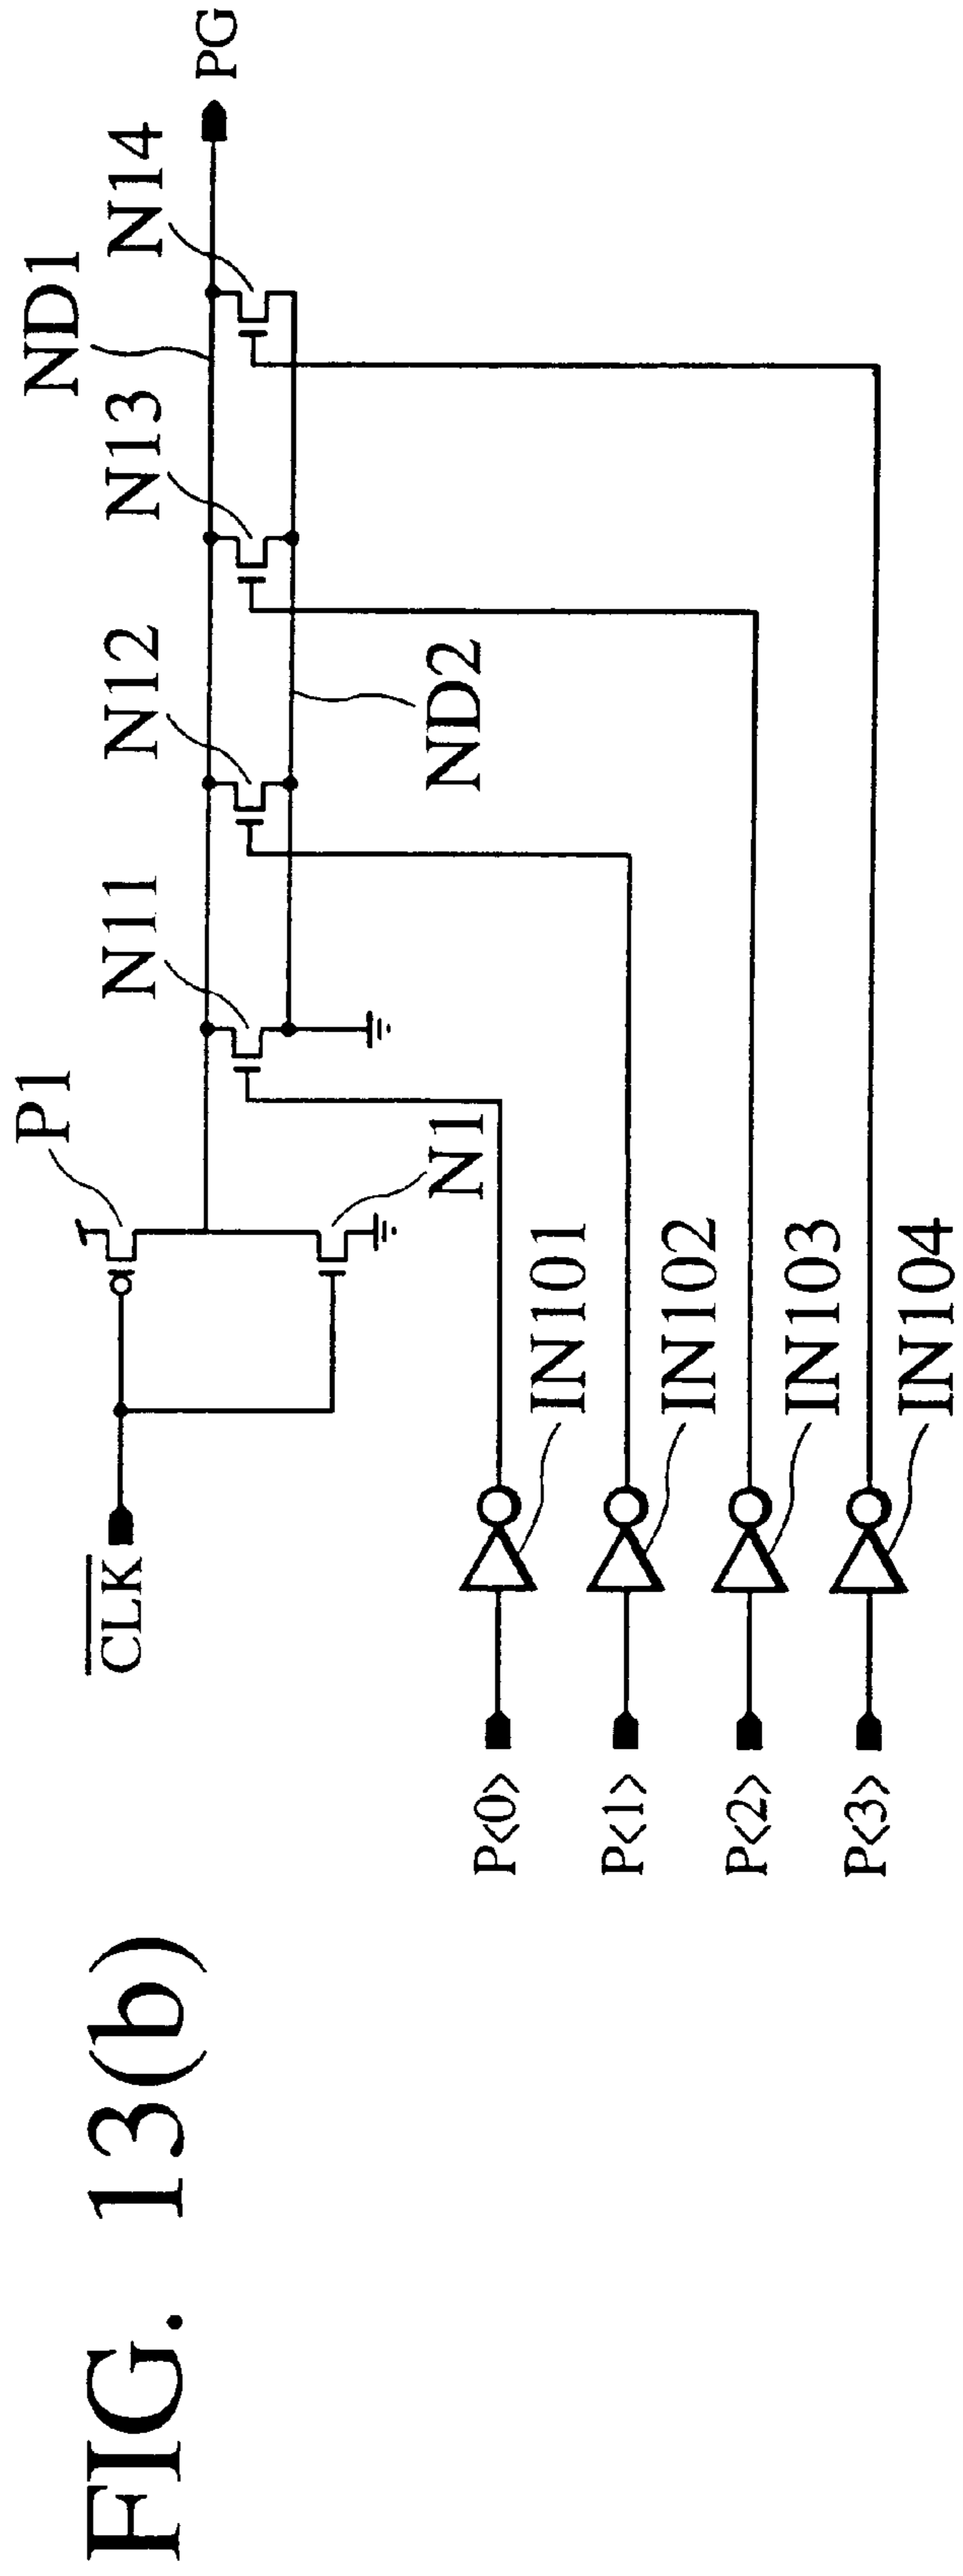 FIG. 13(b)
P1
N11
N12
N13
ND1
N14
PG
CLK
N1
ND2
P<0>
IN101
P<1>
IN102
P<2>
IN103
P<3>
IN104